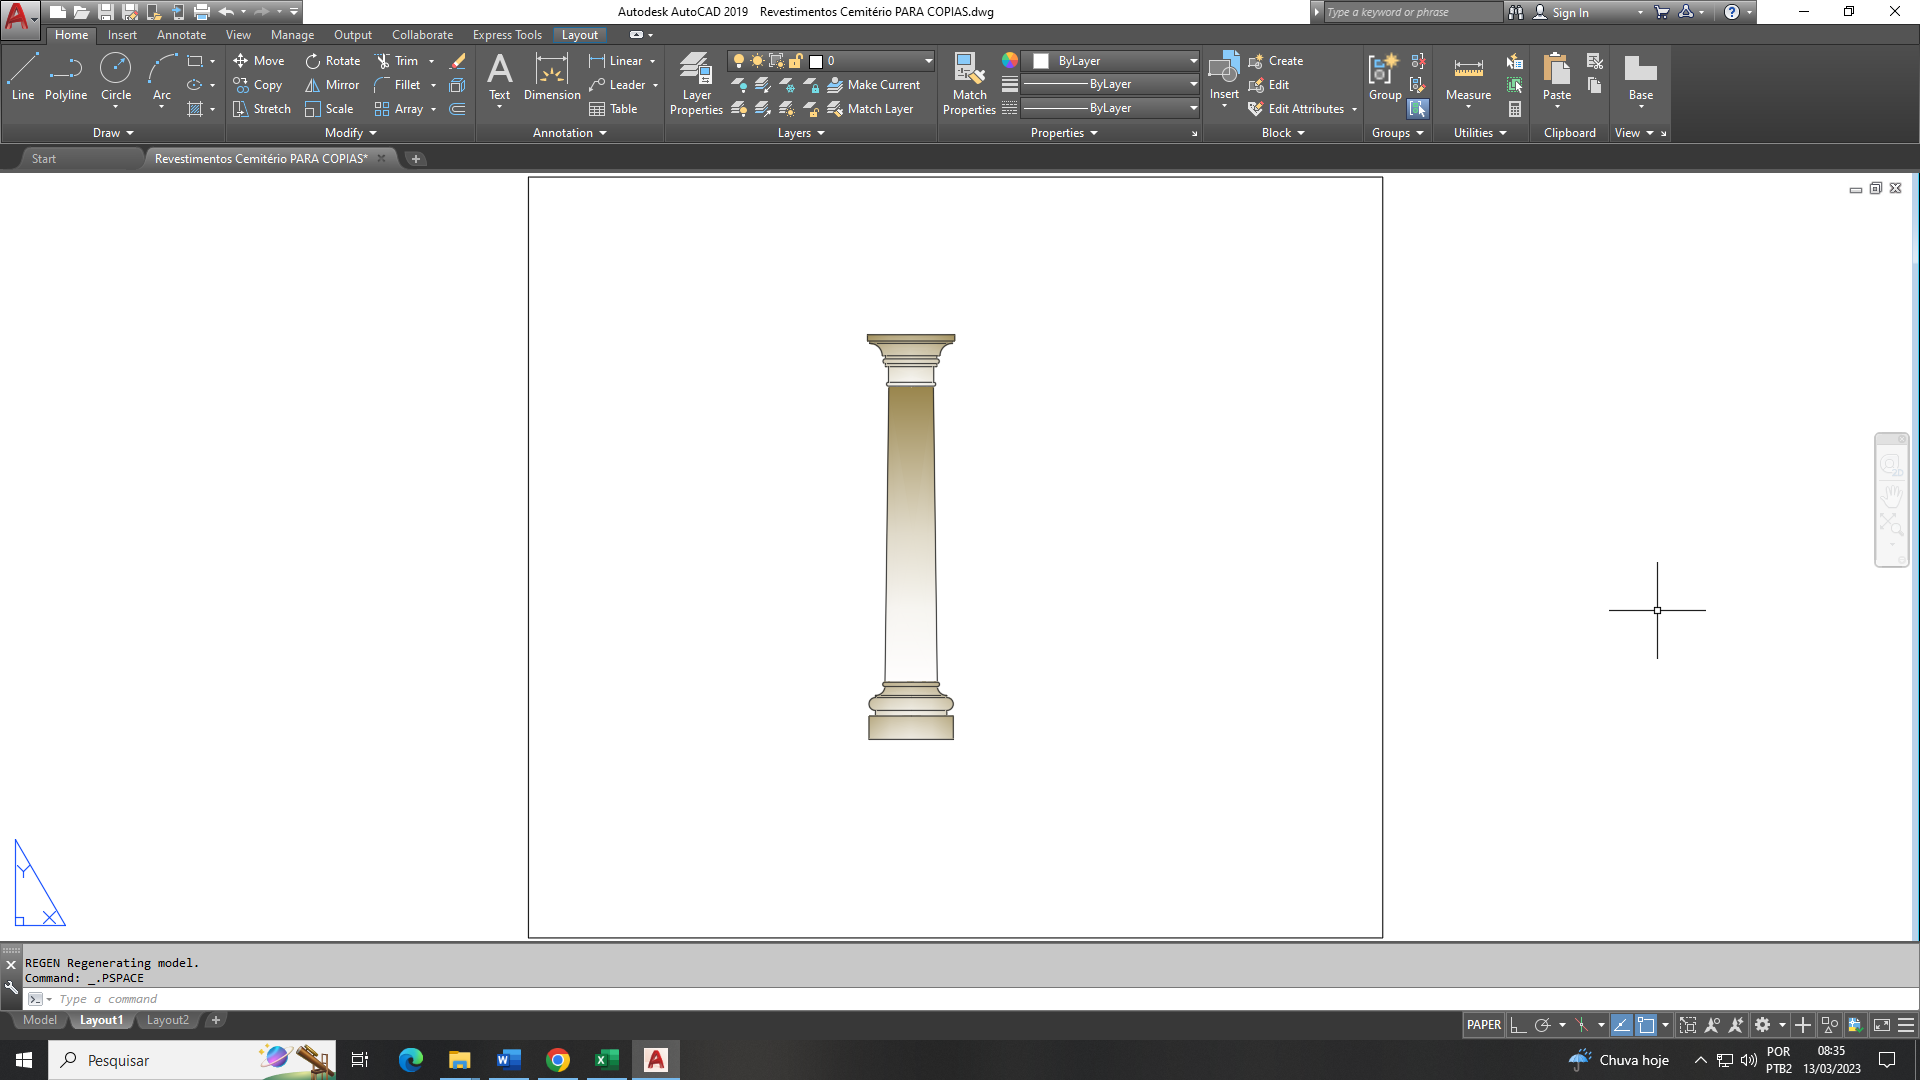 Autodesk AutoCAD 2019 Revestimentos Cemitério PARA COPIAS.dwg
Type a keyword or phrase
Sign In
Home Insert Annotate View Manage Output Collaborate Express Tools Layout
Line Polyline Circle Arc
Move Rotate Trim
Copy Mirror Fillet
Stretch Scale Array
Text Dimension
Linear
Leader
Table
Layer Properties
0
Make Current
Match Layer
Match Properties
ByLayer
ByLayer
ByLayer
Insert
Create
Edit
Edit Attributes
Group
Measure
Paste
Base
Draw Modify Annotation Layers Properties Block Groups Utilities Clipboard View
Start Revestimentos Cemitério PARA COPIAS*
2D
Y
X
REGEN Regenerating model.
Command: _.PSPACE
Type a command
Model Layout1 Layout2
PAPER
Pesquisar
Chuva hoje
POR
PTB2
08:35
13/03/2023